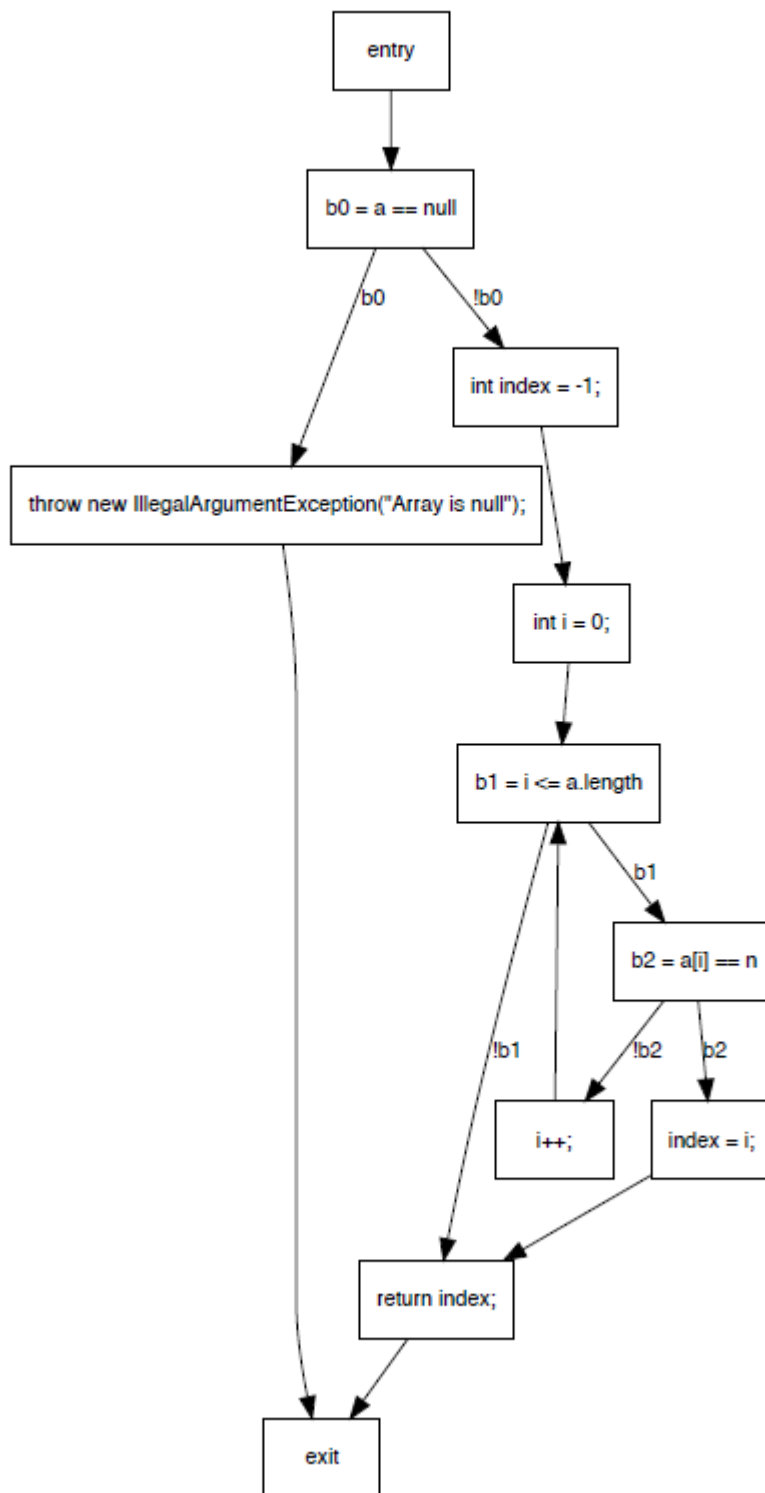 entry
b0 = a == null
b0
!b0
int index = -1;
throw new IllegalArgumentException("Array is null");
int i = 0;
b1 = i <= a.length
b1
b2 = a[i] == n
!b1
!b2
b2
i++;
index = i;
return index;
exit